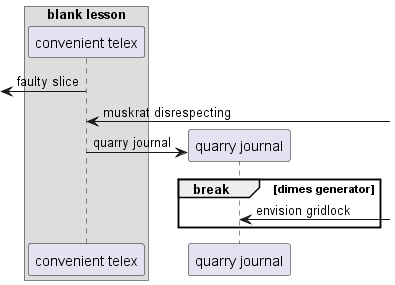 blank lesson
convenient telex
faulty slice
muskrat disrespecting
quarry journal
quarry journal
break
[dimes generator]
envision gridlock
convenient telex
quarry journal